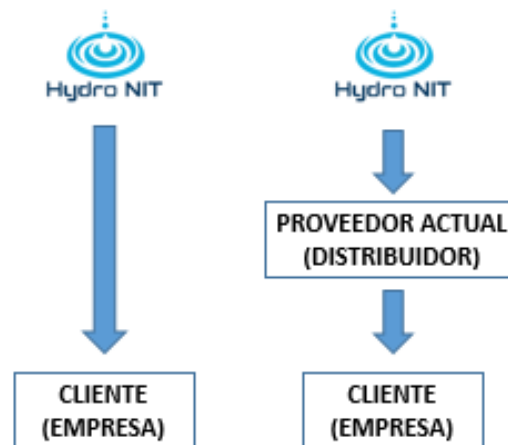 Hydro NIT
Hydro NIT
PROVEEDOR ACTUAL
(DISTRIBUIDOR)
CLIENTE
(EMPRESA)
CLIENTE
(EMPRESA)